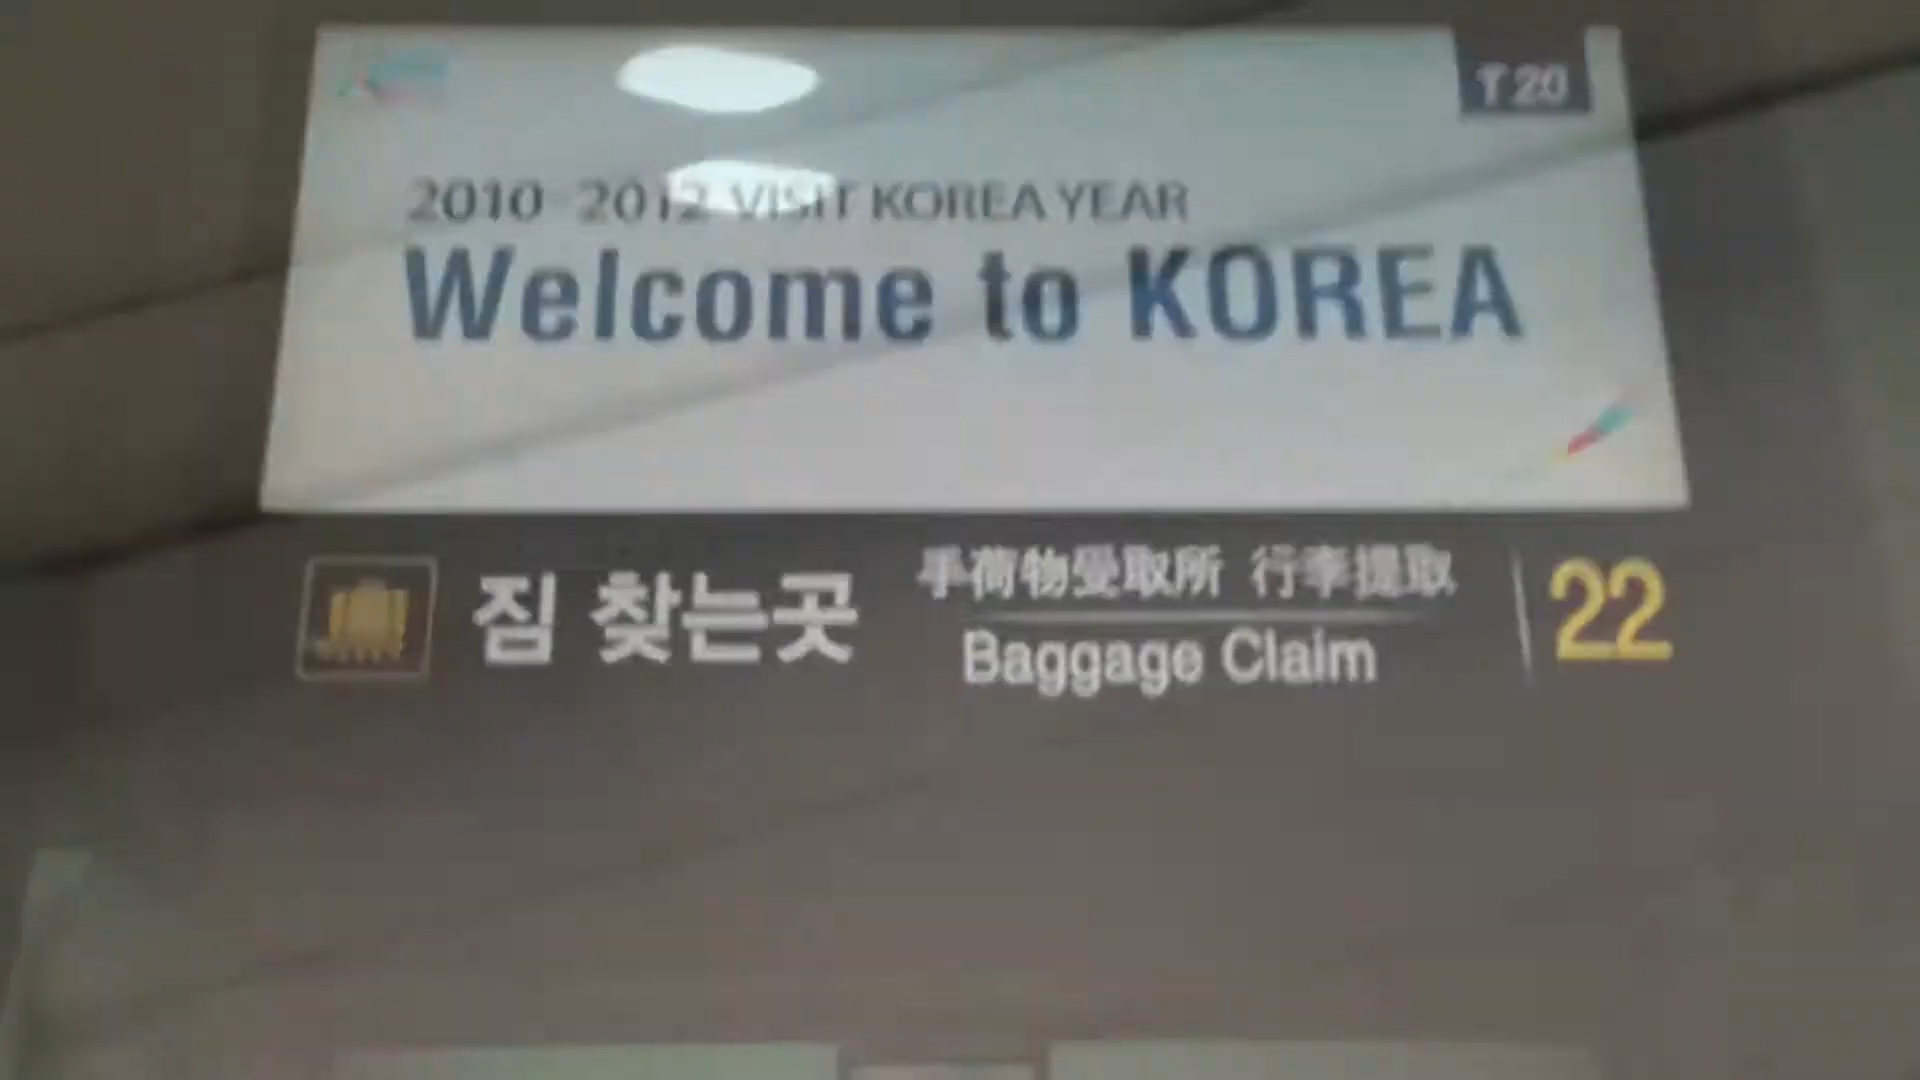 T 20
2010-2012 VISIT KOREA YEAR
Welcome to KOREA
짐 찾는곳
手荷物受取所 行李提取
Baggage Claim
22